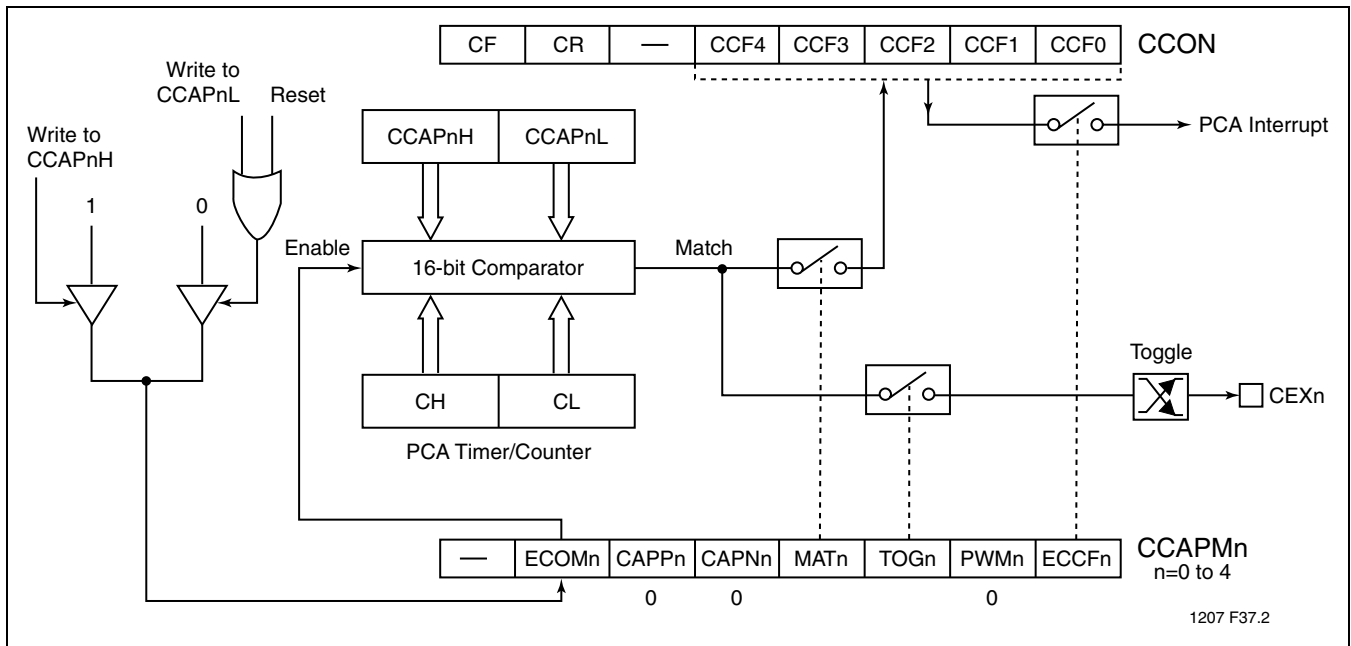 CF CR — CCF4 CCF3 CCF2 CCF1 CCF0 CCON
Write to
CCAPnL
Reset
Write to
CCAPnH
CCAPnH CCAPnL
PCA Interrupt
1 0
Enable
16-bit Comparator
Match
CH CL
PCA Timer/Counter
Toggle
CEXn
— ECOMn CAPPn CAPNn MATn TOGn PWMn ECCFn CCAPMn
n=0 to 4
0 0 0
1207 F37.2